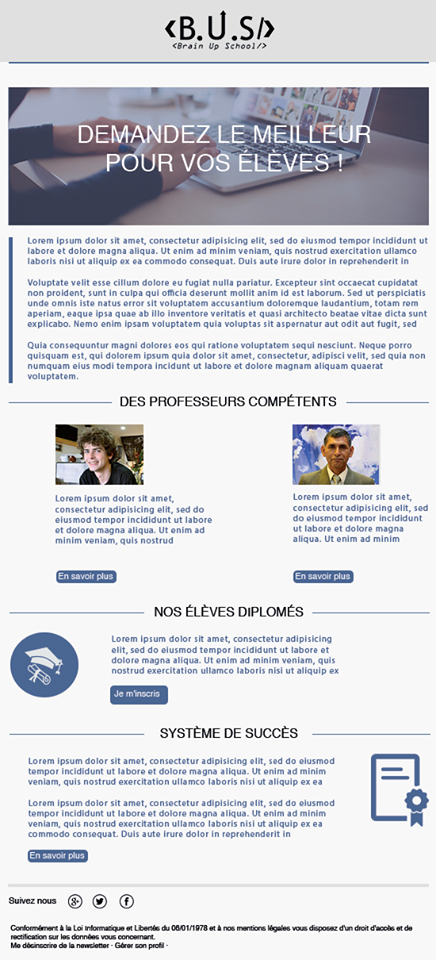 <B.U.S/>
<Brain Up School/>
DEMANDEZ LE MEILLEUR
POUR VOS ÉLÈVES !
Lorem ipsum dolor sit amet, consectetur adipisicing elit, sed do eiusmod tempor incididunt ut
labore et dolore magna aliqua. Ut enim ad minim veniam, quis nostrud exercitation ullamco
laboris nisi ut aliquip ex ea commodo consequat. Duis aute irure dolor in reprehenderit in
Voluptate velit esse cillum dolore eu fugiat nulla pariatur. Excepteur sint occaecat cupidatat
non proident, sunt in culpa qui officia deserunt mollit anim id est laborum. Sed ut perspiciatis
unde omnis iste natus error sit voluptatem accusantium doloremque laudantium, totam rem
aperiam, eaque ipsa quae ab illo inventore veritatis et quasi architecto beatae vitae dicta sunt
explicabo. Nemo enim ipsam voluptatem quia voluptas sit aspernatur aut odit aut fugit, sed
Quia consequuntur magni dolores eos qui ratione voluptatem sequi nesciunt. Neque porro
quisquam est, qui dolorem ipsum quia dolor sit amet, consectetur, adipisci velit, sed quia non
numquam eius modi tempora incidunt ut labore et dolore magnam aliquam quaerat
voluptatem.
DES PROFESSEURS COMPÉTENTS
Lorem ipsum dolor sit amet,
consectetur adipisicing elit, sed do
eiusmod tempor incididunt ut labore
et dolore magna aliqua. Ut enim ad
minim veniam, quis nostrud
En savoir plus
Lorem ipsum dolor sit amet,
consectetur adipisicing elit, sed do
eiusmod tempor incididunt ut
labore et dolore magna
aliqua. Ut enim ad minim
En savoir plus
NOS ÉLÈVES DIPLOMÉS
Lorem ipsum dolor sit amet, consectetur adipisicing
elit, sed do eiusmod tempor incididunt ut labore et
dolore magna aliqua. Ut enim ad minim veniam, quis
nostrud exercitation ullamco laboris nisi ut aliquip ex
Je m'inscris
SYSTÈME DE SUCCÈS
Lorem ipsum dolor sit amet, consectetur adipisicing elit, sed do eiusmod
tempor incididunt ut labore et dolore magna aliqua. Ut enim ad minim
veniam, quis nostrud exercitation ullamco laboris nisi ut aliquip ex ea
Lorem ipsum dolor sit amet, consectetur adipisicing elit, sed do eiusmod
tempor incididunt ut labore et dolore magna aliqua. Ut enim ad minim
veniam, quis nostrud exercitation ullamco laboris nisi ut aliquip ex ea
commodo consequat. Duis aute irure dolor in reprehenderit in
En savoir plus
Suivez nous
Conformément à la Loi Informatique et Libertés du 06/01/1978 et à nos mentions légales vous disposez d'un droit d'accès et de
rectification sur les données vous concernant.
Me désinscrire de la newsletter · Gérer son profil ·